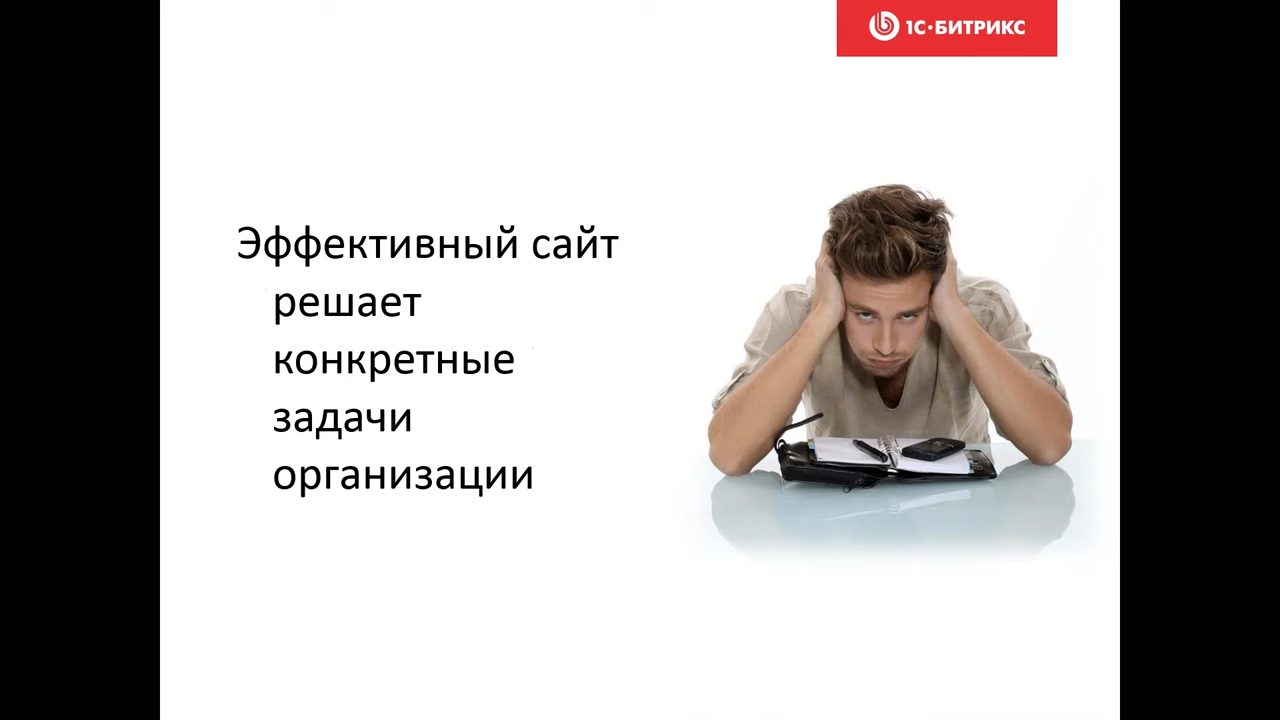 1С•БИТРИКС
Эффективный сайт
решает
конкретные
задачи
организации